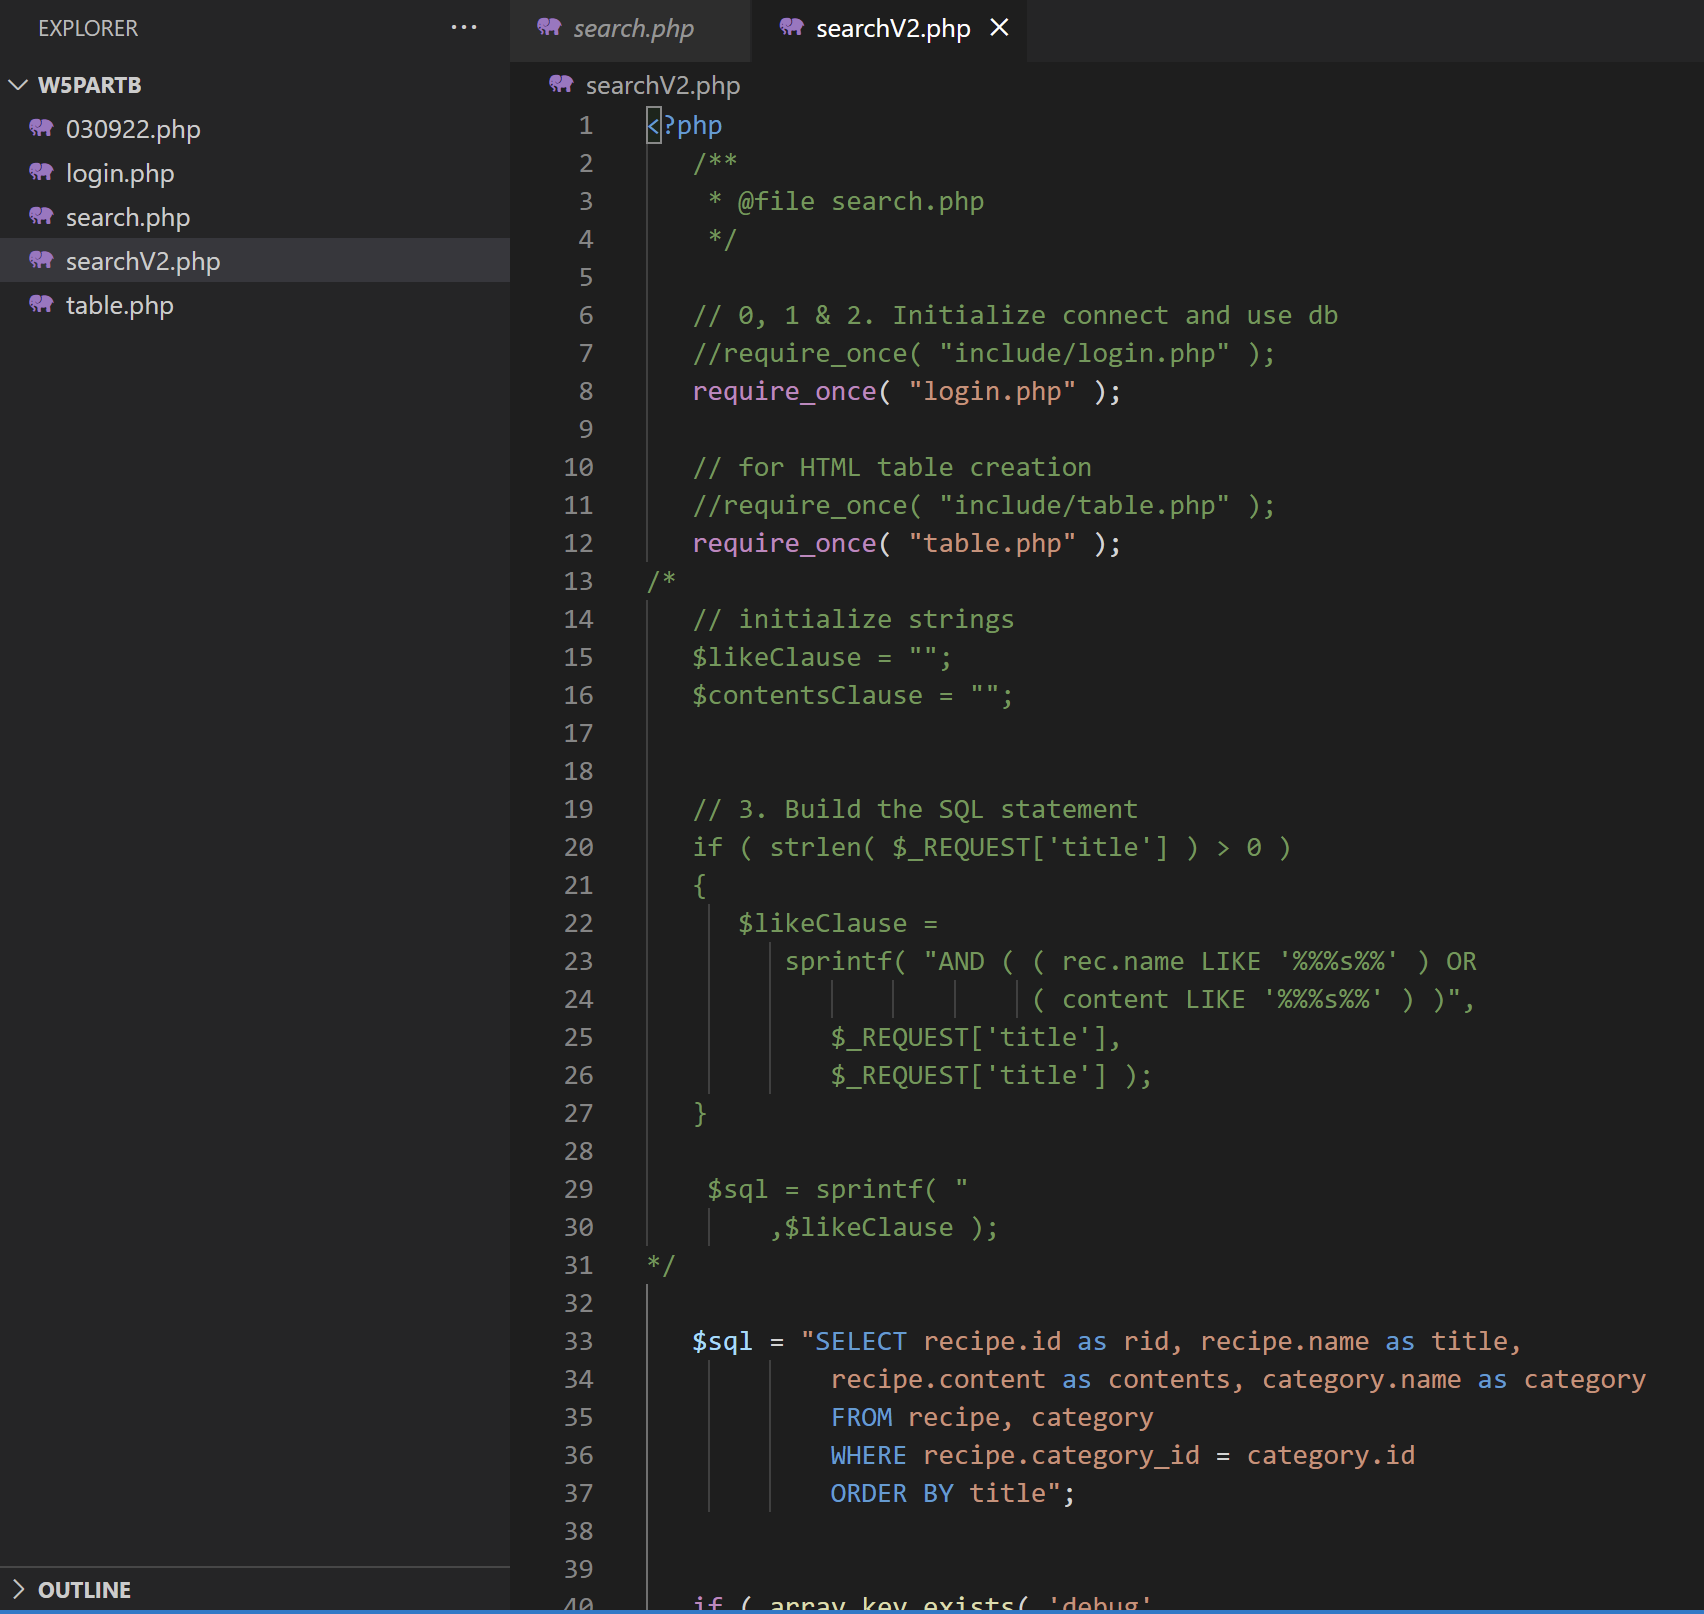 EXPLORER ...
W5PARTB
030922.php
login.php
search.php
searchV2.php
table.php
OUTLINE
search.php searchV2.php
searchV2.php
1 <?php
2 /**
3 * @file search.php
4 */
5
6 // 0, 1 & 2. Initialize connect and use db
7 //require_once( "include/login.php" );
8 require_once( "login.php" );
9
10 // for HTML table creation
11 //require_once( "include/table.php" );
12 require_once( "table.php" );
13 /*
14 // initialize strings
15 $likeClause = "";
16 $contentsClause = "";
17
18
19 // 3. Build the SQL statement
20 if ( strlen( $_REQUEST['title'] ) > 0 )
21 {
22 $likeClause =
23 sprintf( "AND ( ( rec.name LIKE '%%%s%%' ) OR
24 ( content LIKE '%%%s%%' ) )",
25 $_REQUEST['title'],
26 $_REQUEST['title'] );
27 }
28
29 $sql = sprintf( "
30 ,$likeClause );
31 */
32
33 $sql = "SELECT recipe.id as rid, recipe.name as title,
34 recipe.content as contents, category.name as category
35 FROM recipe, category
36 WHERE recipe.category_id = category.id
37 ORDER BY title";
38
39
40 if ( array_key_exists( 'debug'